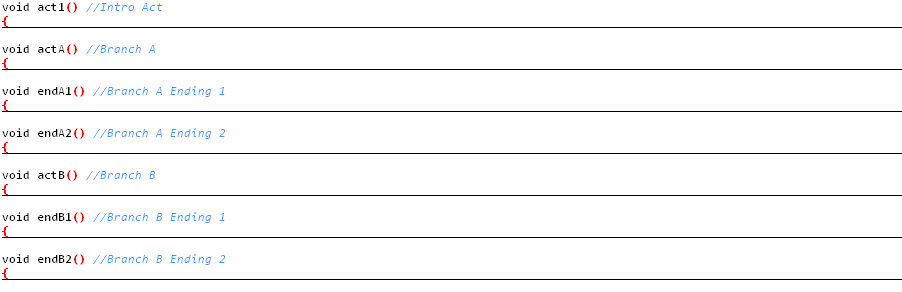 void act1() //Intro Act
{
void actA() //Branch A
{
void endA1() //Branch A Ending 1
{
void endA2() //Branch A Ending 2
{
void actB() //Branch B
{
void endB1() //Branch B Ending 1
{
void endB2() //Branch B Ending 2
{